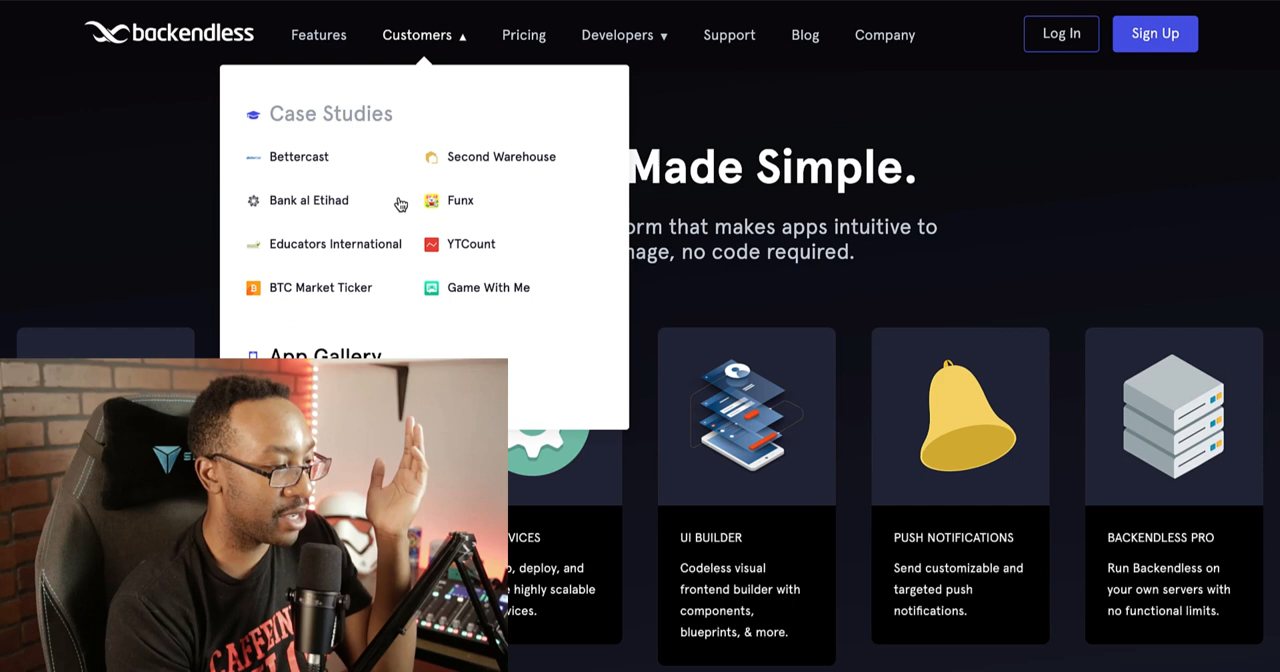 backendless
Features
Customers ▲
Pricing
Developers ▼
Support
Blog
Company
Log In
Sign Up
Case Studies
Bettercast
Second Warehouse
Bank al Etihad
Funx
Educators International
YTCount
BTC Market Ticker
Game With Me
App Gallery
Made Simple.
orm that makes apps intuitive to
nage, no code required.
VICES
o, deploy, and
e highly scalable
vices.
UI BUILDER
Codeless visual
frontend builder with
components,
blueprints, & more.
PUSH NOTIFICATIONS
Send customizable and
targeted push
notifications.
BACKENDLESS PRO
Run Backendless on
your own servers with
no functional limits.
CAFFEIN